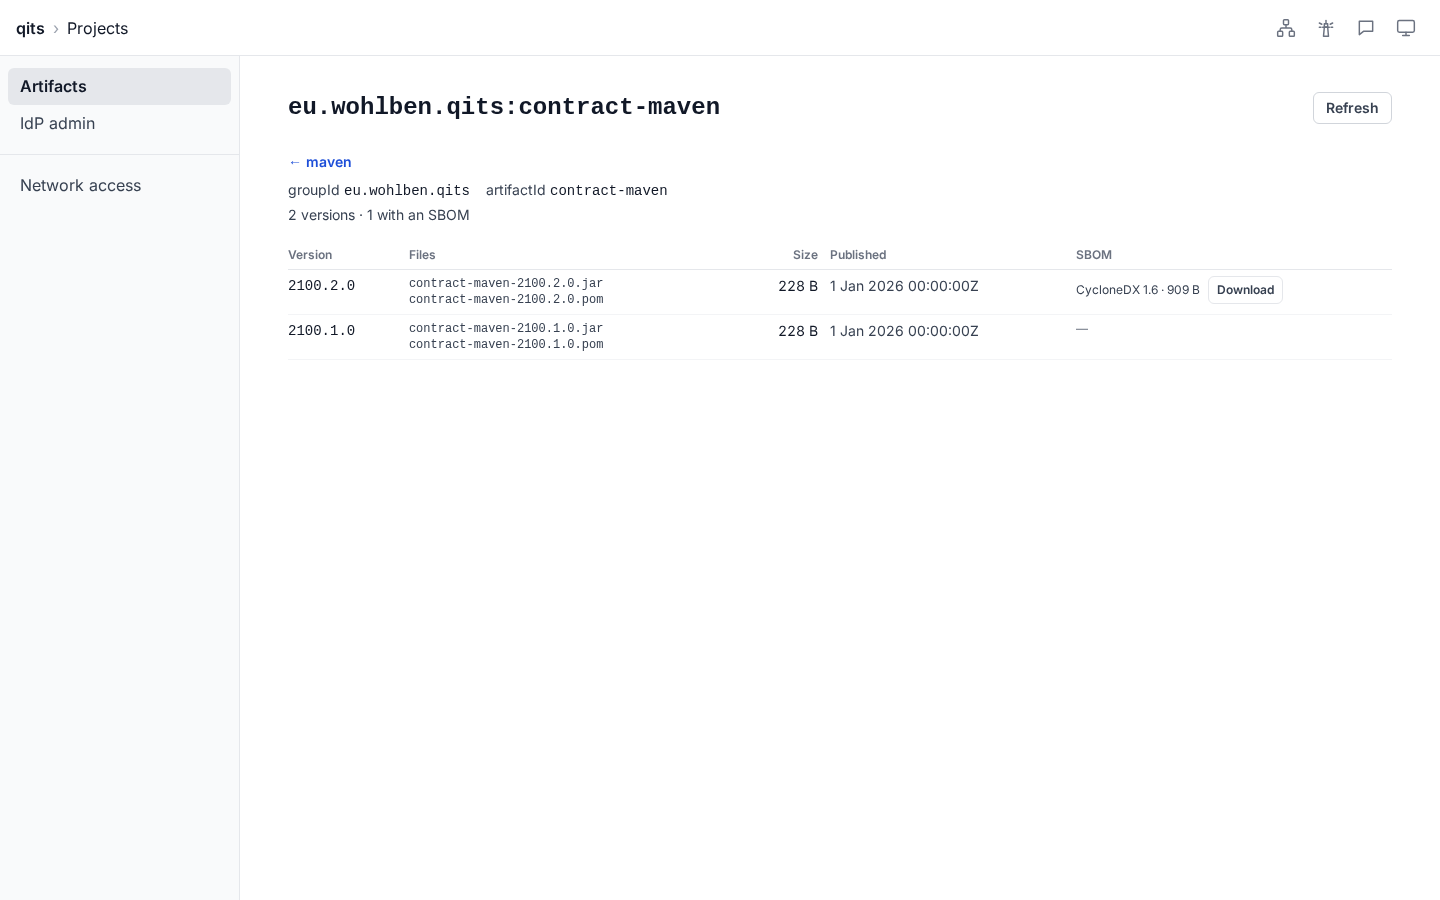 qits › Projects
Artifacts
IdP admin
Network access
eu.wohlben.qits:contract-maven
Refresh
← maven
groupId eu.wohlben.qits artifactId contract-maven
2 versions · 1 with an SBOM
Version Files Size Published SBOM
2100.2.0 contract-maven-2100.2.0.jar 228 B 1 Jan 2026 00:00:00Z CycloneDX 1.6 · 909 B Download
contract-maven-2100.2.0.pom
2100.1.0 contract-maven-2100.1.0.jar 228 B 1 Jan 2026 00:00:00Z —
contract-maven-2100.1.0.pom